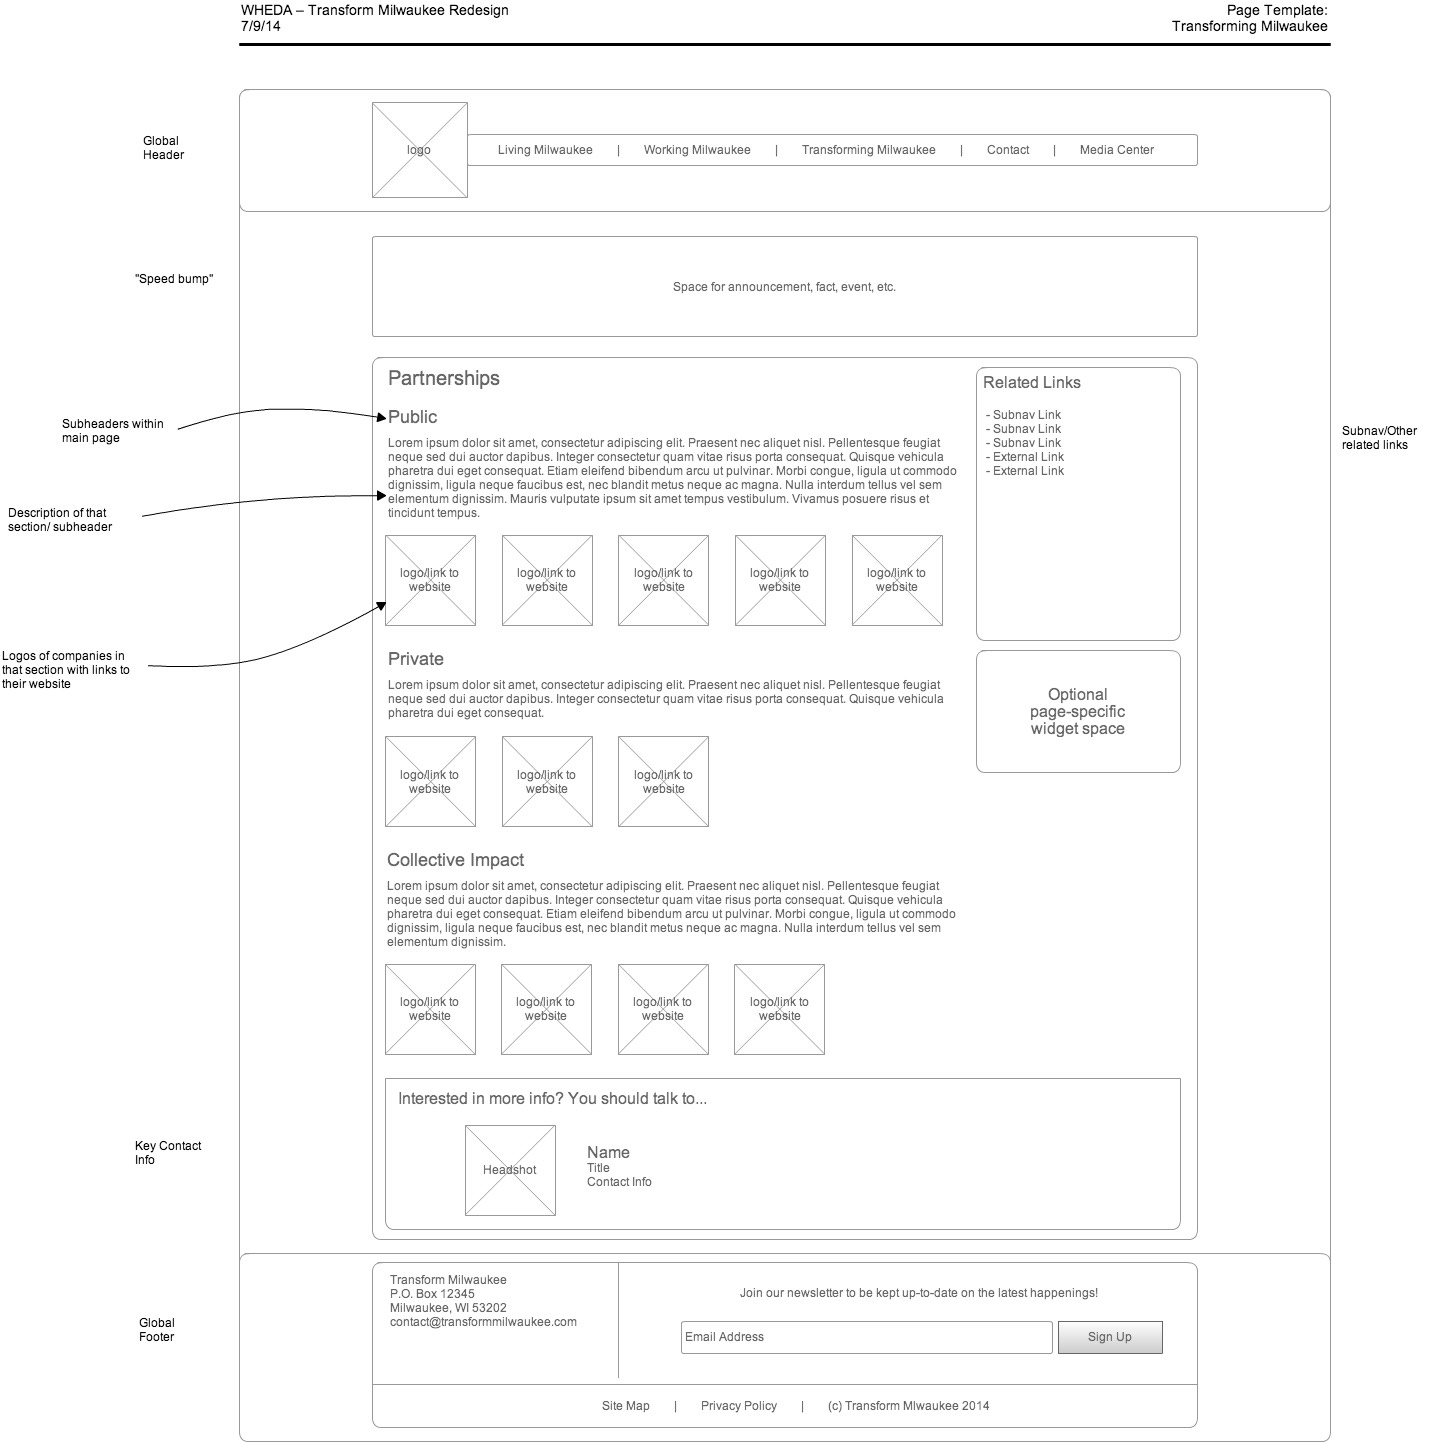 WHEDA – Transform Milwaukee Redesign
7/9/14
Page Template:
Transforming Milwaukee
Global
Header
logo
Living Milwaukee | Working Milwaukee | Transforming Milwaukee | Contact | Media Center
"Speed bump"
Space for announcement, fact, event, etc.
Partnerships
Subheaders within
main page
Public
Lorem ipsum dolor sit amet, consectetur adipiscing elit. Praesent nec aliquet nisl. Pellentesque feugiat
neque sed dui auctor dapibus. Integer consectetur quam vitae risus porta consequat. Quisque vehicula
pharetra dui eget consequat. Etiam eleifend bibendum arcu ut pulvinar. Morbi congue, ligula ut commodo
dignissim, ligula neque faucibus est, nec blandit metus neque ac magna. Nulla interdum tellus vel sem
elementum dignissim. Mauris vulputate ipsum sit amet tempus vestibulum. Vivamus posuere risus et
tincidunt tempus.
Description of that
section/ subheader
logo/link to
website
logo/link to
website
logo/link to
website
logo/link to
website
logo/link to
website
Logos of companies in
that section with links to
their website
Private
Lorem ipsum dolor sit amet, consectetur adipiscing elit. Praesent nec aliquet nisl. Pellentesque feugiat
neque sed dui auctor dapibus. Integer consectetur quam vitae risus porta consequat. Quisque vehicula
pharetra dui eget consequat.
logo/link to
website
logo/link to
website
logo/link to
website
Collective Impact
Lorem ipsum dolor sit amet, consectetur adipiscing elit. Praesent nec aliquet nisl. Pellentesque feugiat
neque sed dui auctor dapibus. Integer consectetur quam vitae risus porta consequat. Quisque vehicula
pharetra dui eget consequat. Etiam eleifend bibendum arcu ut pulvinar. Morbi congue, ligula ut commodo
dignissim, ligula neque faucibus est, nec blandit metus neque ac magna. Nulla interdum tellus vel sem
elementum dignissim.
logo/link to
website
logo/link to
website
logo/link to
website
logo/link to
website
Related Links
- Subnav Link
- Subnav Link
- Subnav Link
- External Link
- External Link
Subnav/Other
related links
Optional
page-specific
widget space
Key Contact
Info
Interested in more info? You should talk to...
Headshot
Name
Title
Contact Info
Global
Footer
Transform Milwaukee
P.O. Box 12345
Milwaukee, WI 53202
contact@transformmilwaukee.com
Join our newsletter to be kept up-to-date on the latest happenings!
Email Address
Sign Up
Site Map | Privacy Policy | (c) Transform Mlwaukee 2014